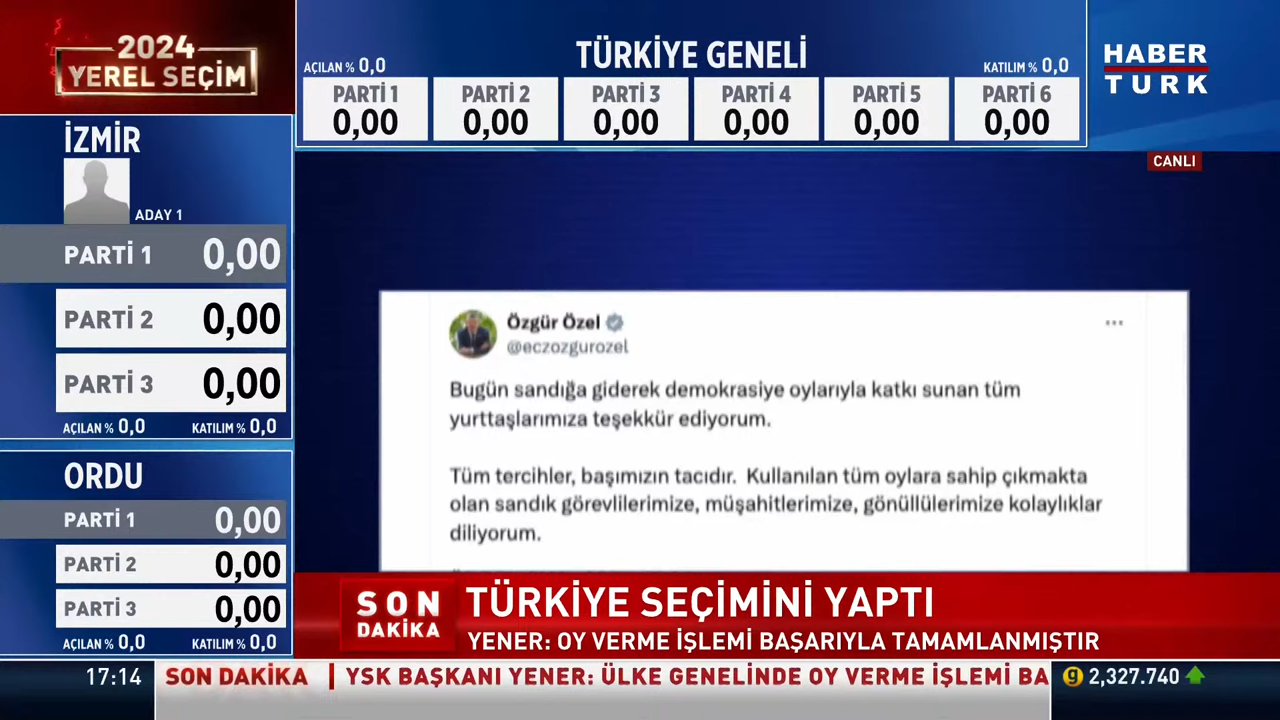 2024
YEREL SEÇİM
TÜRKİYE GENELİ
AÇILAN % 0,0
KATILIM % 0,0
PARTİ 1
0,00
PARTİ 2
0,00
PARTİ 3
0,00
PARTİ 4
0,00
PARTİ 5
0,00
PARTİ 6
0,00
HABER
TURK
CANLI
İZMİR
ADAY 1
PARTİ 1 0,00
PARTİ 2 0,00
PARTİ 3 0,00
AÇILAN % 0,0 KATILIM % 0,0
ORDU
PARTİ 1 0,00
PARTİ 2 0,00
PARTİ 3 0,00
AÇILAN % 0,0 KATILIM % 0,0
Özgür Özel
@eczozgurozel
Bugün sandığa giderek demokrasiye oylarıyla katkı sunan tüm
yurttaşlarımıza teşekkür ediyorum.
Tüm tercihler, başımızın tacıdır. Kullanılan tüm oylara sahip çıkmakta
olan sandık görevlilerimize, müşahitlerimize, gönüllülerimize kolaylıklar
diliyorum.
SON
DAKİKA
TÜRKİYE SEÇİMİNİ YAPTI
YENER: OY VERME İŞLEMİ BAŞARIYLA TAMAMLANMIŞTIR
17:14 SON DAKİKA | YSK BAŞKANI YENER: ÜLKE GENELİNDE OY VERME İŞLEMİ BA 2,327.740